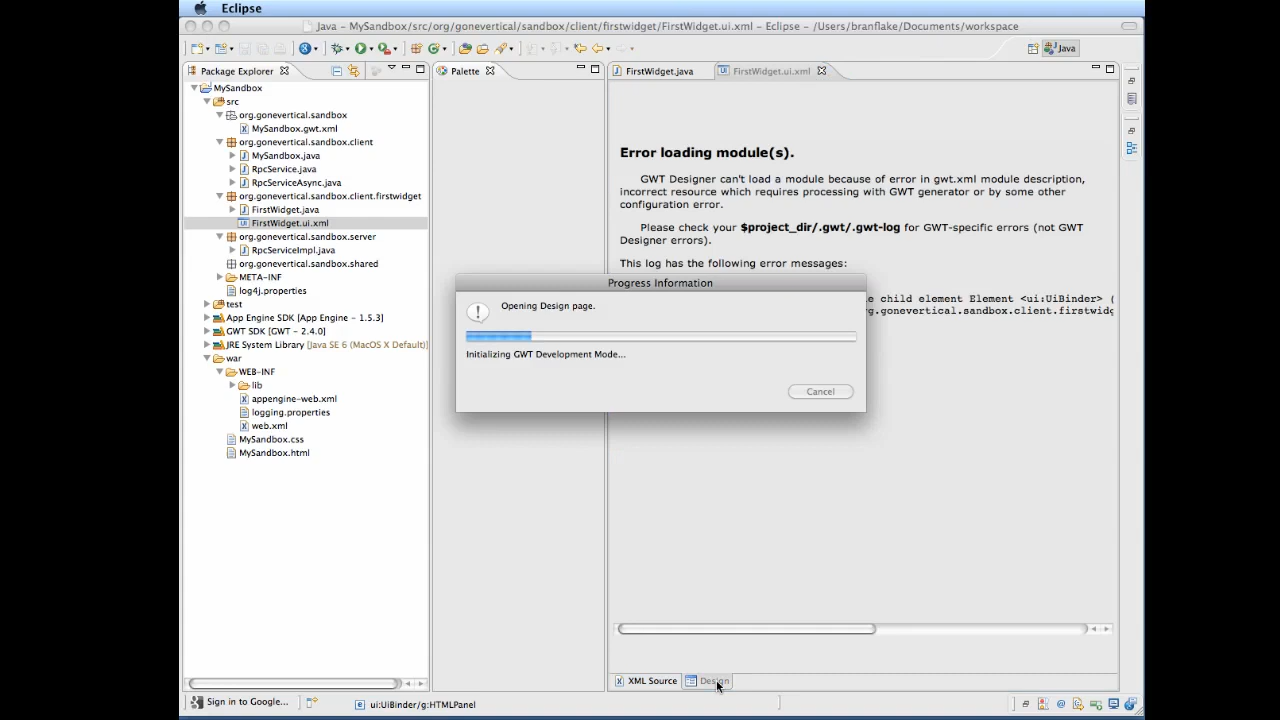 Eclipse
Java – MySandbox/src/org/gonevertical/sandbox/client/firstwidget/FirstWidget.ui.xml – Eclipse – /Users/branflake/Documents/workspace
Java
Package Explorer
Palette
FirstWidget.java
FirstWidget.ui.xml
MySandbox
src
org.gonevertical.sandbox
MySandbox.gwt.xml
org.gonevertical.sandbox.client
MySandbox.java
RpcService.java
RpcServiceAsync.java
org.gonevertical.sandbox.client.firstwidget
FirstWidget.java
FirstWidget.ui.xml
org.gonevertical.sandbox.server
RpcServiceImpl.java
org.gonevertical.sandbox.shared
META-INF
log4j.properties
test
App Engine SDK [App Engine – 1.5.3]
GWT SDK [GWT – 2.4.0]
JRE System Library [Java SE 6 (MacOS X Default)]
war
WEB-INF
lib
appengine-web.xml
logging.properties
web.xml
MySandbox.css
MySandbox.html
Error loading module(s).
GWT Designer can't load a module because of error in gwt.xml module description,
incorrect resource which requires processing with GWT generator or by some other
configuration error.
Please check your $project_dir/.gwt/.gwt-log for GWT-specific errors (not GWT
Designer errors).
This log has the following error messages:
child element Element <ui:UiBinder> (
g.gonevertical.sandbox.client.firstwidg
Progress Information
Opening Design page.
Initializing GWT Development Mode...
Cancel
XML Source
Design
Sign in to Google...
ui:UiBinder/g:HTMLPanel